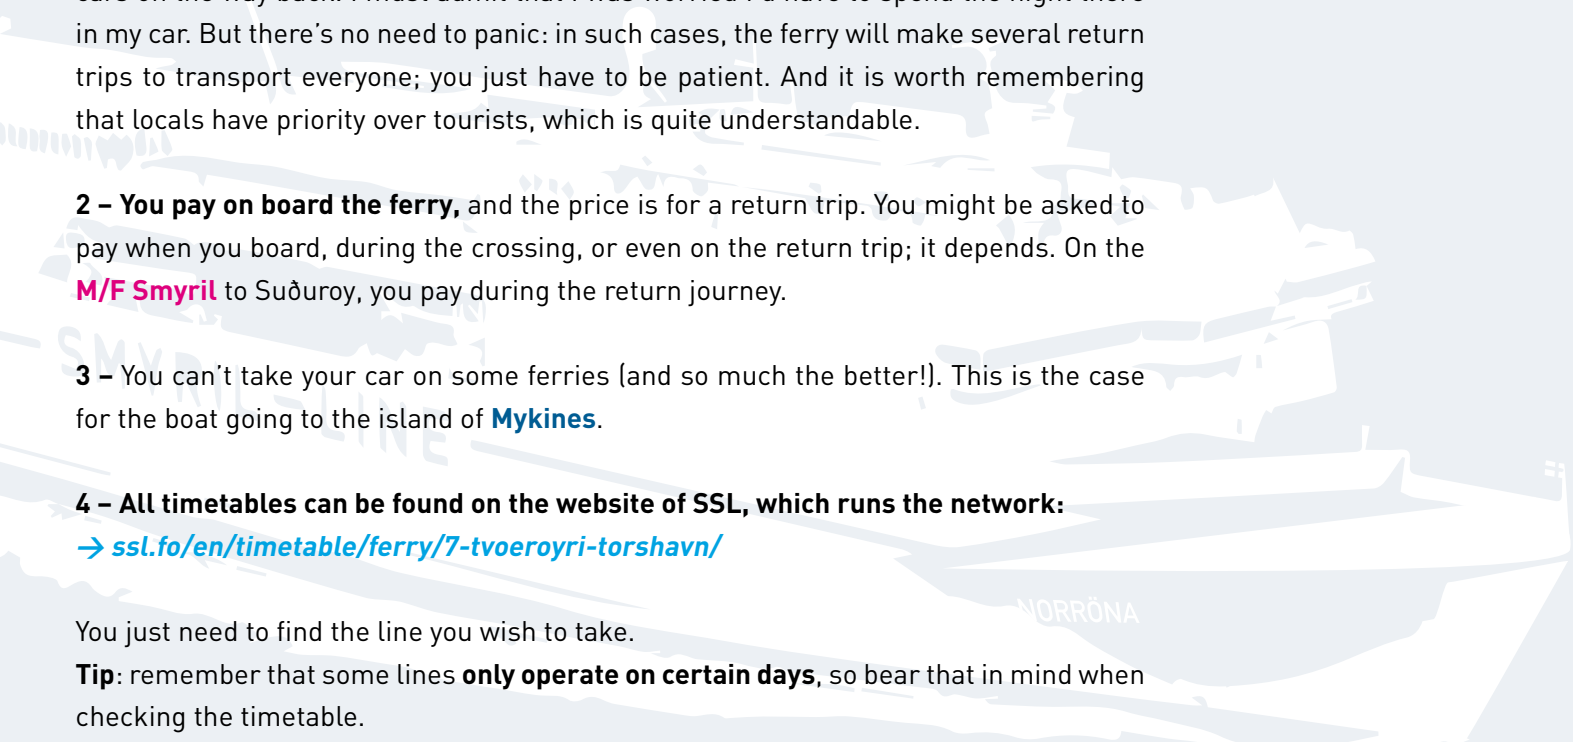 in my car. But there's no need to panic: in such cases, the ferry will make several return
trips to transport everyone; you just have to be patient. And it is worth remembering
that locals have priority over tourists, which is quite understandable.
2 – You pay on board the ferry, and the price is for a return trip. You might be asked to
pay when you board, during the crossing, or even on the return trip; it depends. On the
M/F Smyril to Suðuroy, you pay during the return journey.
SMYRIL-LINE
3 – You can't take your car on some ferries (and so much the better!). This is the case
for the boat going to the island of Mykines.
4 – All timetables can be found on the website of SSL, which runs the network:
→ ssl.fo/en/timetable/ferry/7-tvoeroyri-torshavn/
NORRÖNA
You just need to find the line you wish to take.
Tip: remember that some lines only operate on certain days, so bear that in mind when
checking the timetable.